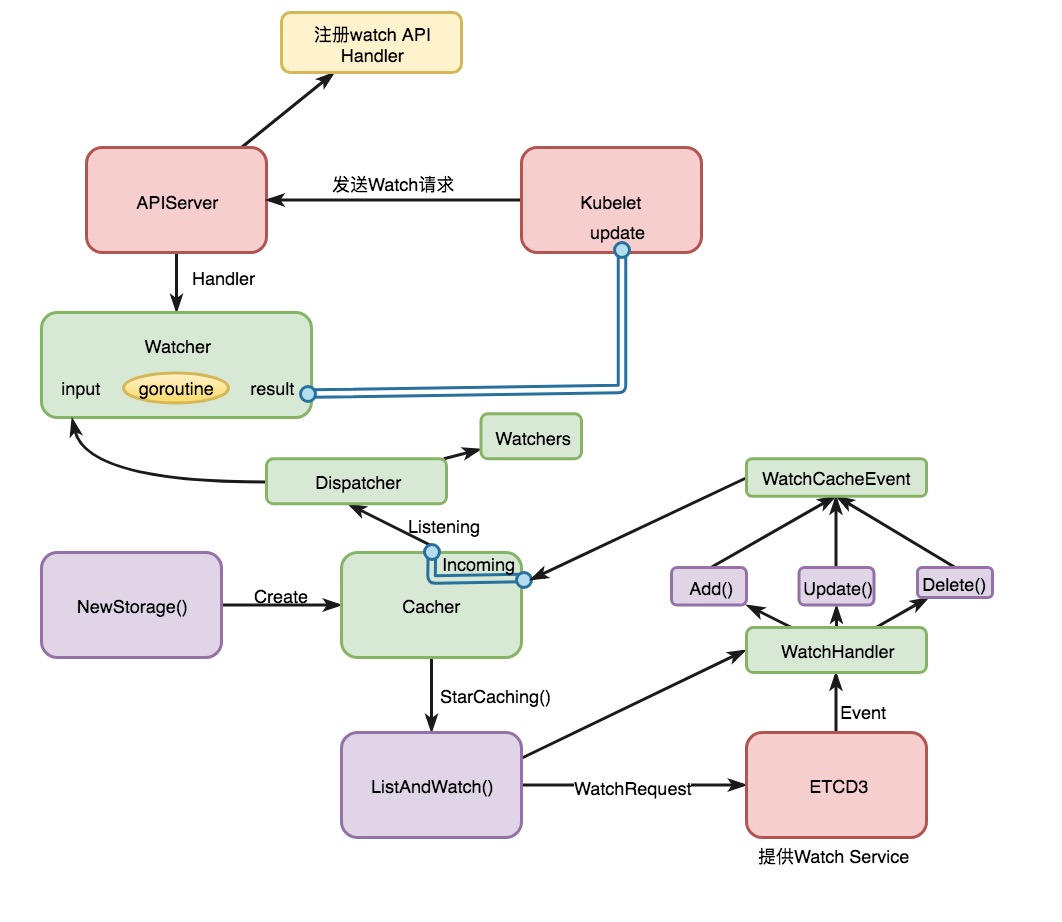 注册watch API
Handler
APIServer
发送Watch请求
Kubelet
update
Handler
Watcher
input
goroutine
result
Watchers
Dispatcher
WatchCacheEvent
Listening
Incoming
NewStorage()
Create
Cacher
Add()
Update()
Delete()
WatchHandler
StarCaching()
Event
ListAndWatch()
WatchRequest
ETCD3
提供Watch Service